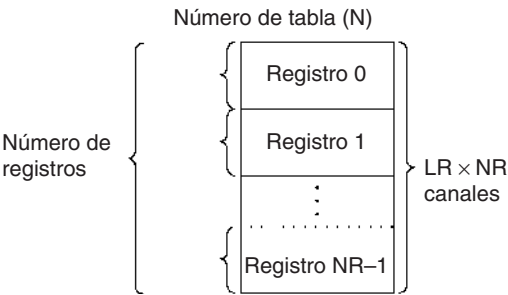 Número de tabla (N)
Registro 0
Registro 1
Número de
registros
LR × NR
canales
Registro NR–1